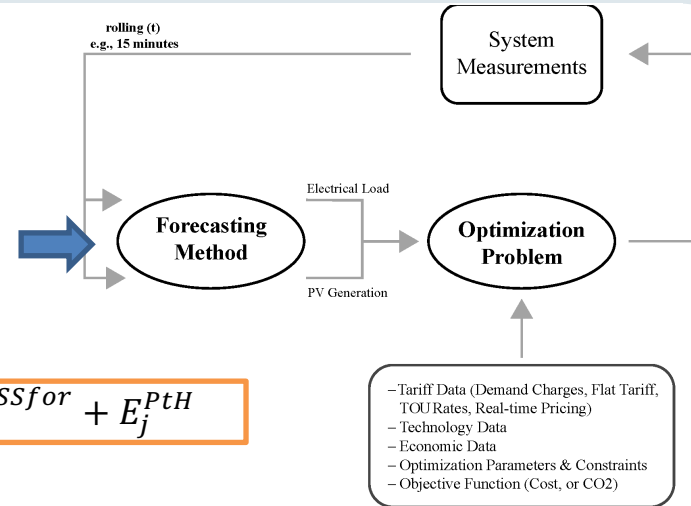 rolling (t)
e.g., 15 minutes
System
Measurements
Electrical Load
Forecasting
Method
Optimization
Problem
PV Generation
SSfor + E_j^{PtH}
– Tariff Data (Demand Charges, Flat Tariff,
TOU Rates, Real-time Pricing)
– Technology Data
– Economic Data
– Optimization Parameters & Constraints
– Objective Function (Cost, or CO2)